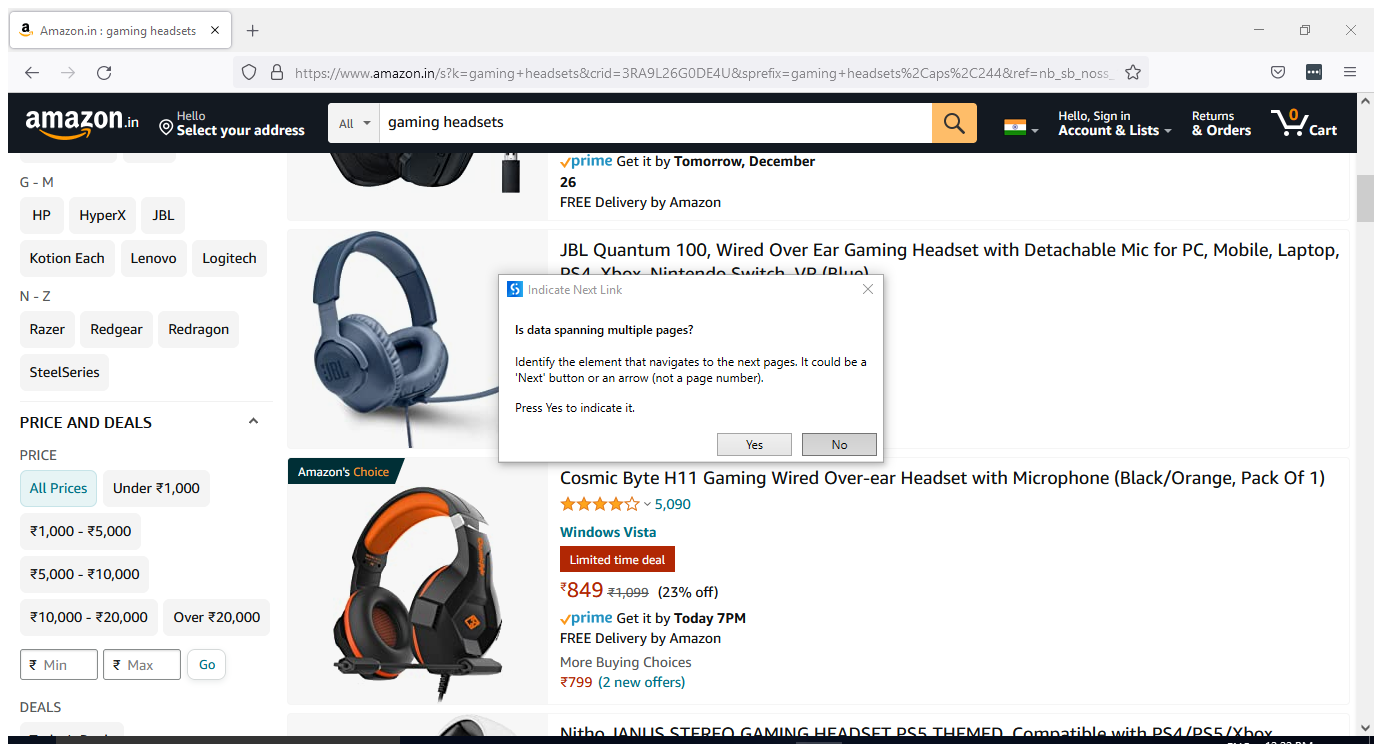 Amazon.in : gaming headsets
https://www.amazon.in/s?k=gaming+headsets&crid=3RA9L26G0DE4U&sprefix=gaming+headsets%2Caps%2C244&ref=nb_sb_noss_
amazon.in
Hello
Select your address
All
gaming headsets
Hello, Sign in
Account & Lists
Returns
& Orders
0
Cart
G - M
HP
HyperX
JBL
Kotion Each
Lenovo
Logitech
N - Z
Razer
Redgear
Redragon
SteelSeries
PRICE AND DEALS
PRICE
All Prices
Under ₹1,000
₹1,000 - ₹5,000
₹5,000 - ₹10,000
₹10,000 - ₹20,000
Over ₹20,000
₹ Min
₹ Max
Go
DEALS
prime Get it by Tomorrow, December
26
FREE Delivery by Amazon
JBL Quantum 100, Wired Over Ear Gaming Headset with Detachable Mic for PC, Mobile, Laptop,
PS4, Xbox, Nintendo Switch, VR (Blue)
JBL
Indicate Next Link
Is data spanning multiple pages?
Identify the element that navigates to the next pages. It could be a
'Next' button or an arrow (not a page number).
Press Yes to indicate it.
Yes
No
Amazon's Choice
Cosmic Byte H11 Gaming Wired Over-ear Headset with Microphone (Black/Orange, Pack Of 1)
5,090
Windows Vista
Limited time deal
₹849 ₹1,099 (23% off)
prime Get it by Today 7PM
FREE Delivery by Amazon
More Buying Choices
₹799 (2 new offers)
Nitho JANUS STEREO GAMING HEADSET PS5 THEMED, Compatible with PS4/PS5/Xbox